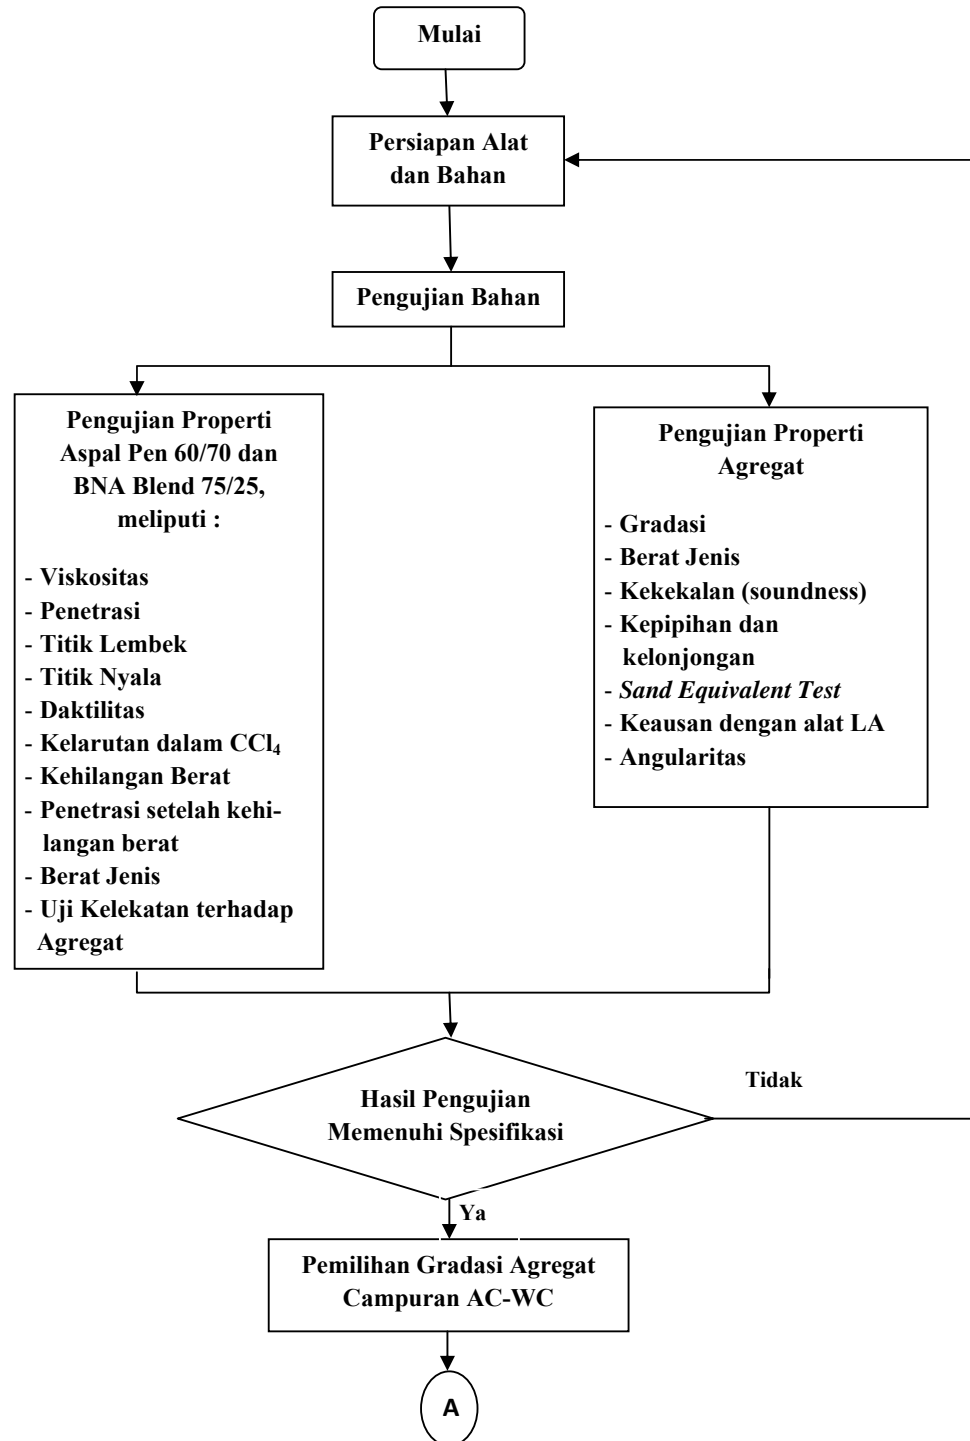 Mulai
Persiapan Alat
dan Bahan
Pengujian Bahan
Pengujian Properti
Aspal Pen 60/70 dan
BNA Blend 75/25,
meliputi :
- Viskositas
- Penetrasi
- Titik Lembek
- Titik Nyala
- Daktilitas
- Kelarutan dalam CCl₄
- Kehilangan Berat
- Penetrasi setelah kehi-
langan berat
- Berat Jenis
- Uji Kelekatan terhadap
Agregat
Pengujian Properti
Agregat
- Gradasi
- Berat Jenis
- Kekekalan (soundness)
- Kepipihan dan
kelonjongan
- Sand Equivalent Test
- Keausan dengan alat LA
- Angularitas
Hasil Pengujian
Memenuhi Spesifikasi
Tidak
Ya
Pemilihan Gradasi Agregat
Campuran AC-WC
A